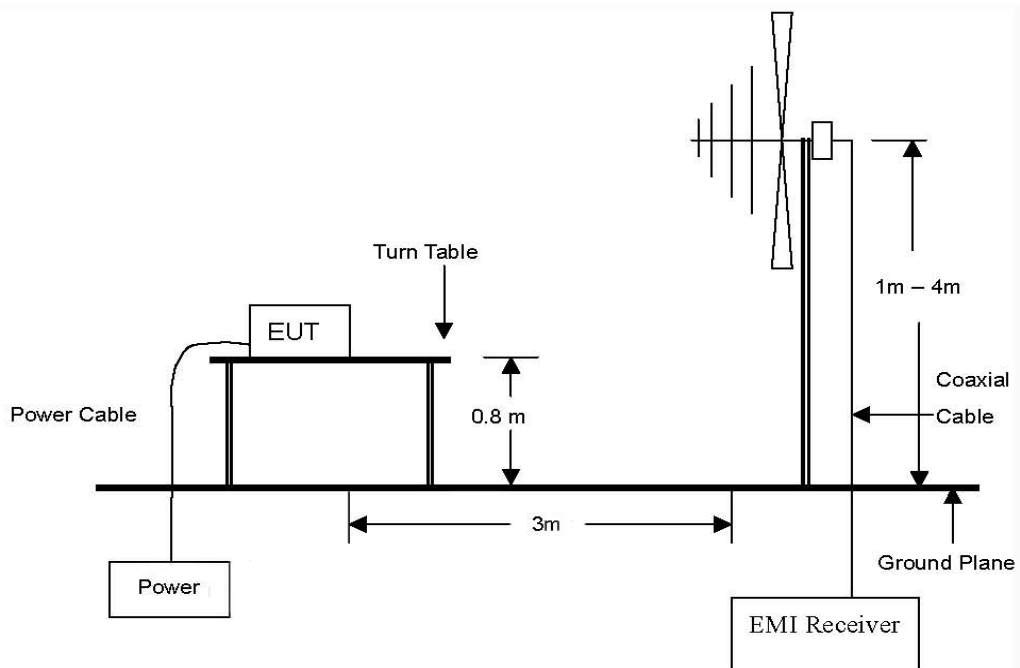 Turn Table
1m – 4m
EUT
Coaxial
Cable
Power Cable
0.8 m
3m
Ground Plane
Power
EMI Receiver